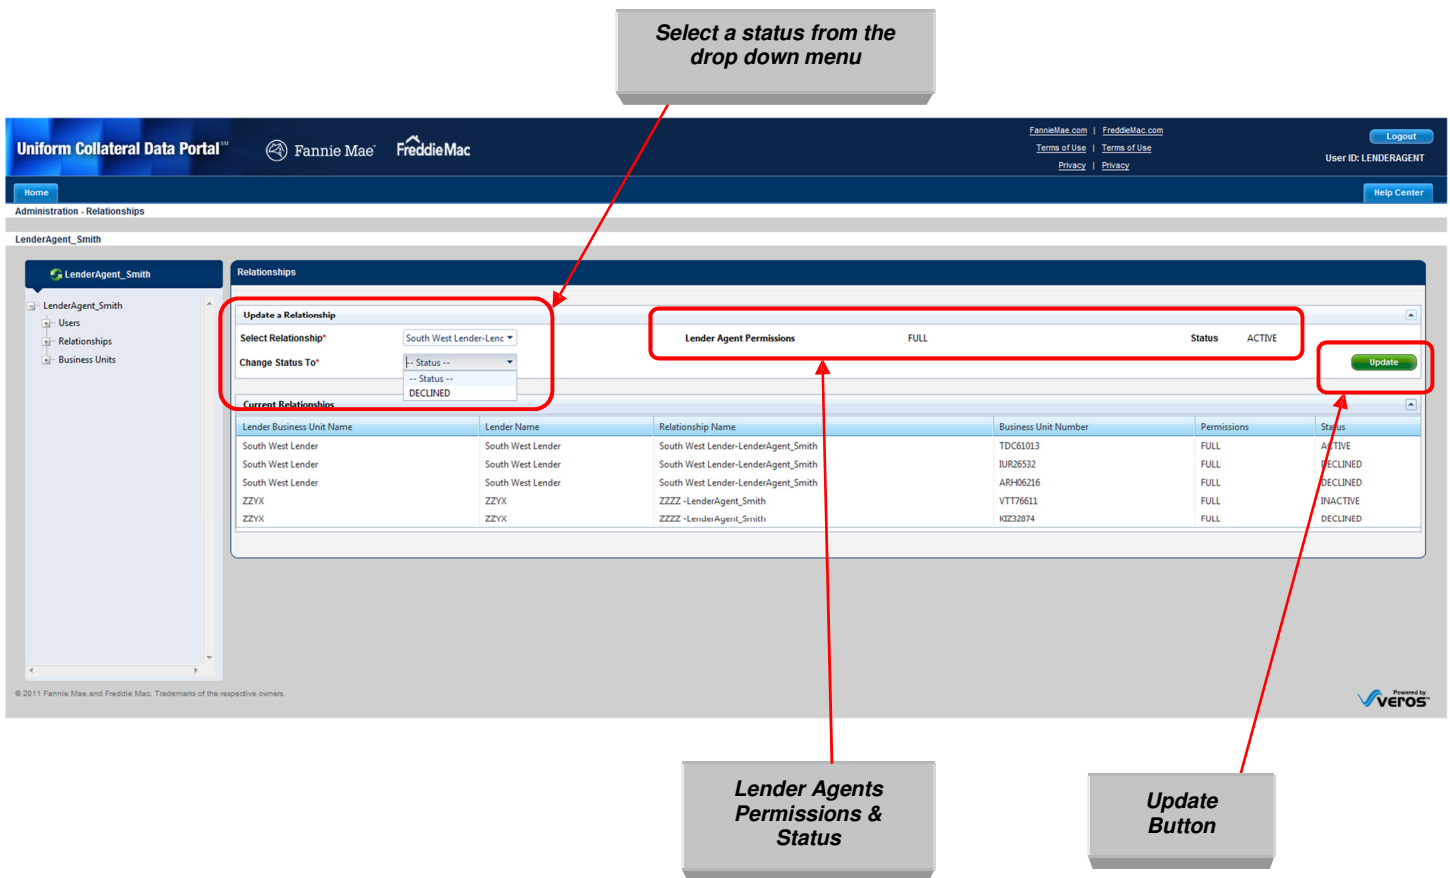 Select a status from the
drop down menu
Uniform Collateral Data Portal℠
Fannie Mae
FreddieMac
FannieMae.com | FreddieMac.com
Terms of Use | Terms of Use
Privacy | Privacy
Logout
User ID: LENDERAGENT
Home
Help Center
Administration - Relationships
LenderAgent_Smith
LenderAgent_Smith
LenderAgent_Smith
Users
Relationships
Business Units
Relationships
Update a Relationship
Select Relationship* South West Lender-Lenc
Lender Agent Permissions FULL Status ACTIVE
Change Status To* -- Status --
-- Status --
DECLINED
Update
Current Relationships
Lender Business Unit Name Lender Name Relationship Name Business Unit Number Permissions Status
South West Lender South West Lender South West Lender-LenderAgent_Smith TDC61013 FULL ACTIVE
South West Lender South West Lender South West Lender-LenderAgent_Smith IUR26532 FULL DECLINED
South West Lender South West Lender South West Lender-LenderAgent_Smith ARH06216 FULL DECLINED
ZZYX ZZYX ZZZZ -LenderAgent_Smith VTT76611 FULL INACTIVE
ZZYX ZZYX ZZZZ -LenderAgent_Smith KIZ32874 FULL DECLINED
© 2011 Fannie Mae and Freddie Mac. Trademarks of the respective owners.
Powered by
veros
Lender Agents
Permissions &
Status
Update
Button